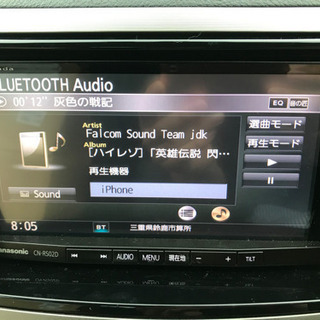 LUETOOTH Audio
00'12" 灰色の戦記
EQ
Artist
Falcom Sound Team jdk
選曲モード
Album
[ハイレゾ]「英雄伝説 閃…
再生モード
再生機器
iPhone
Sound
8:05
BT
三重県鈴鹿市算所
Panasonic
CN-RS02D
AUDIO
MENU
現在地
TILT